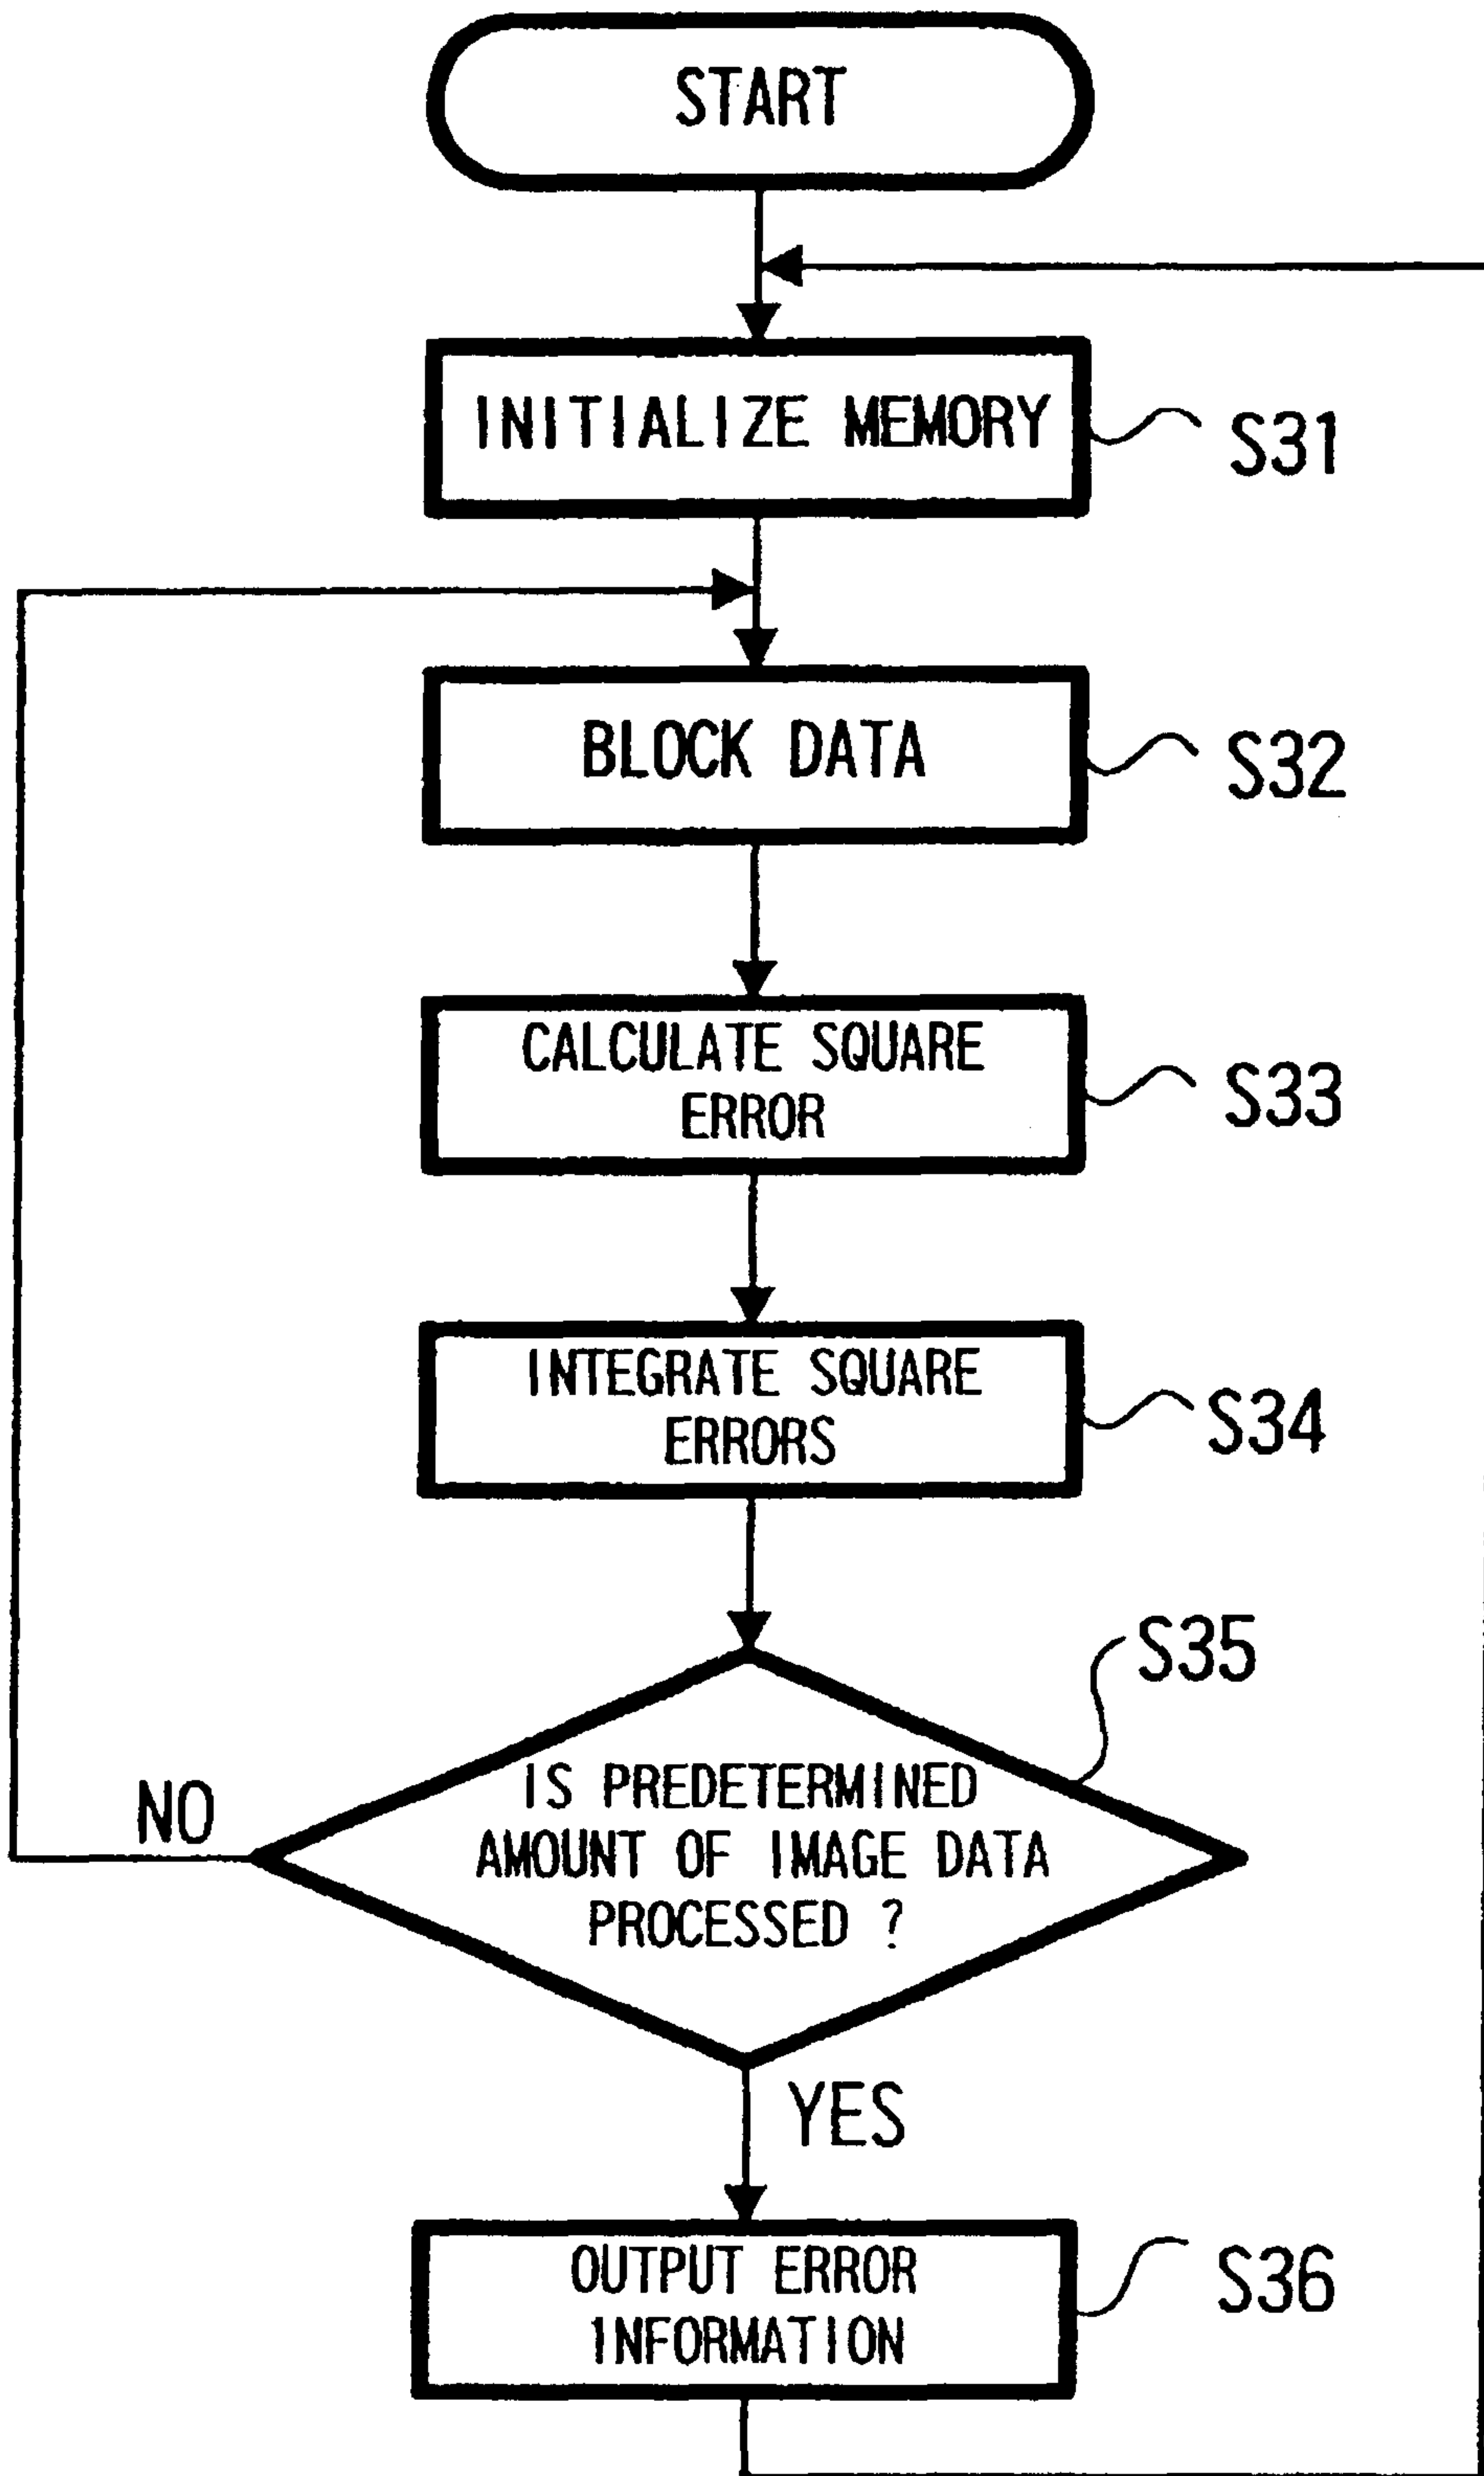 START
INITIALIZE MEMORY
S31
BLOCK DATA
S32
CALCULATE SQUARE
ERROR
S33
INTEGRATE SQUARE
ERRORS
S34
S35
IS PREDETERMINED
AMOUNT OF IMAGE DATA
PROCESSED ?
NO
YES
OUTPUT ERROR
INFORMATION
S36